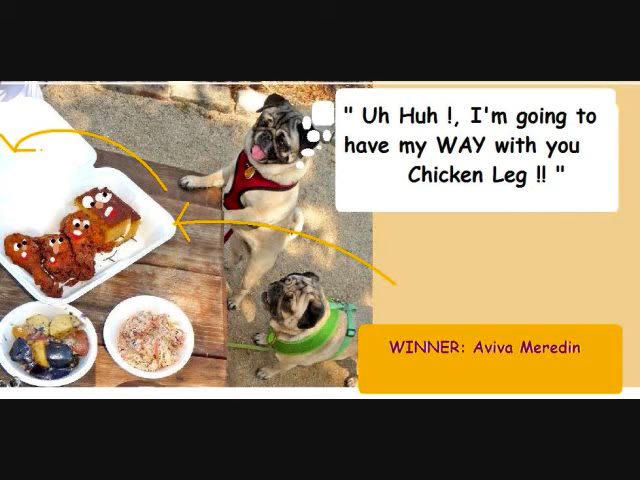 " Uh Huh !, I'm going to
have my WAY with you
Chicken Leg !! "
WINNER: Aviva Meredin